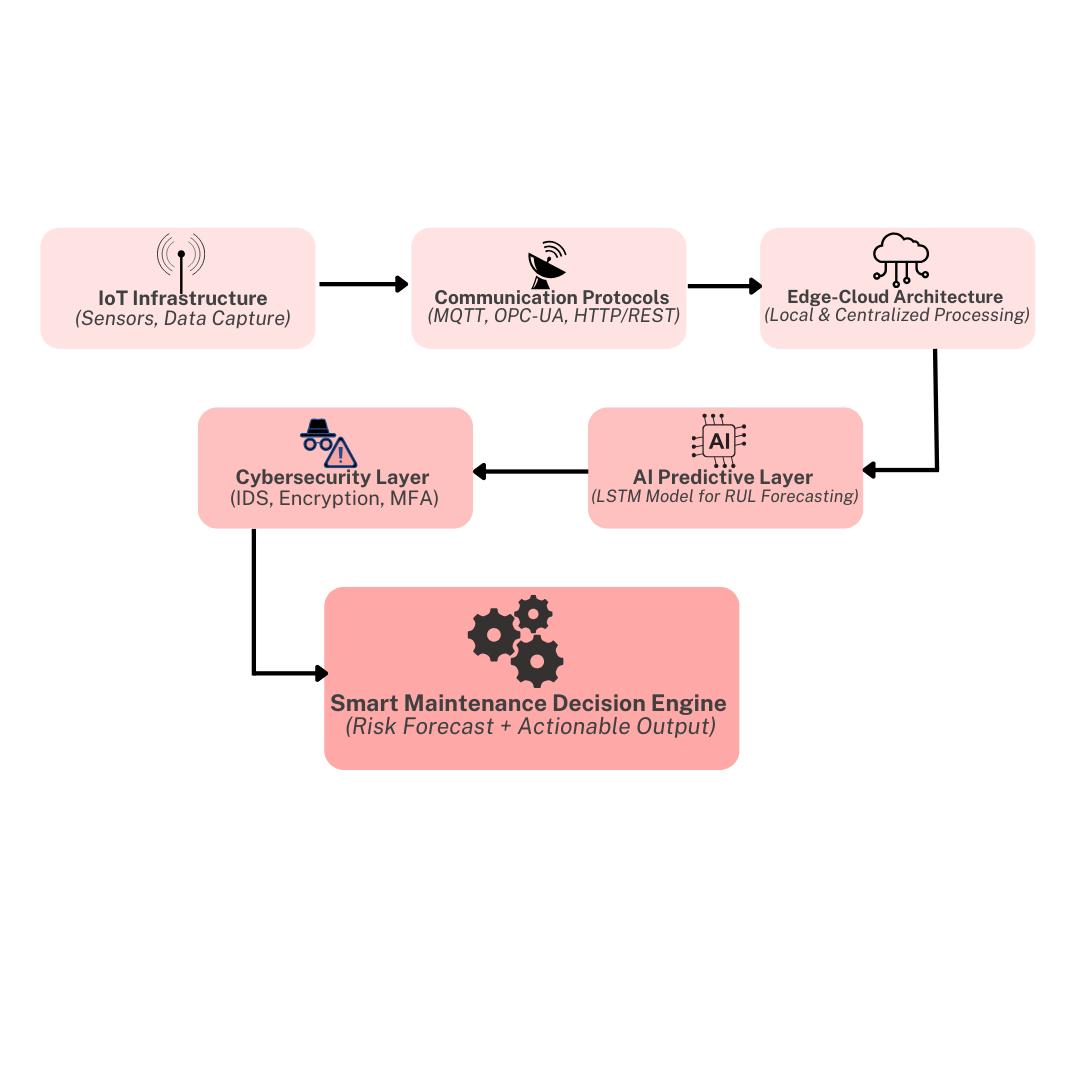 IoT Infrastructure
(Sensors, Data Capture)
Communication Protocols
(MQTT, OPC-UA, HTTP/REST)
Edge-Cloud Architecture
(Local & Centralized Processing)
AI
AI Predictive Layer
(LSTM Model for RUL Forecasting)
!
Cybersecurity Layer
(IDS, Encryption, MFA)
Smart Maintenance Decision Engine
(Risk Forecast + Actionable Output)